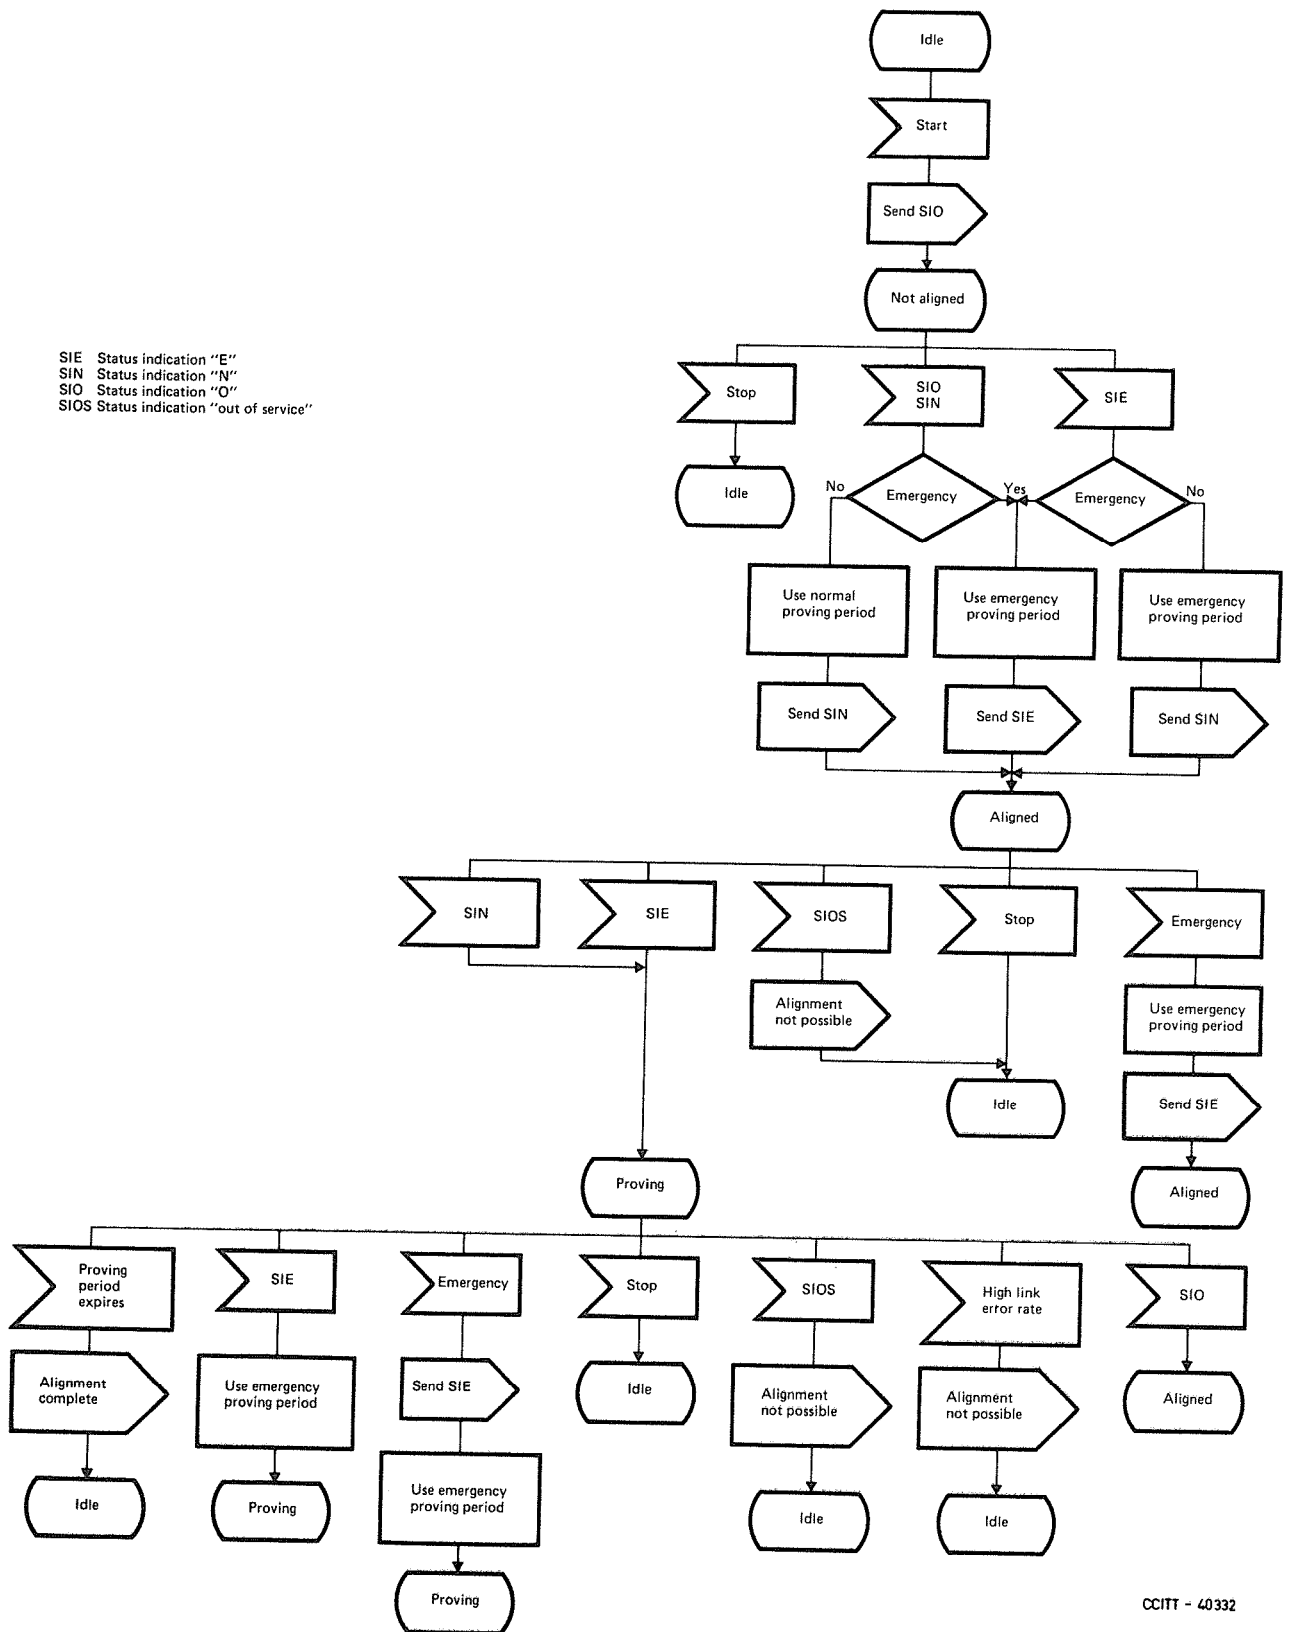 Idle
Start
Send SIO
Not aligned
SIE Status indication "E"
SIN Status indication "N"
SIO Status indication "O"
SIOS Status indication "out of service"
Stop
SIO
SIN
SIE
Idle
No
Emergency
Yes
Emergency
No
Use normal
proving period
Use emergency
proving period
Use emergency
proving period
Send SIN
Send SIE
Send SIN
Aligned
SIN
SIE
SIOS
Stop
Emergency
Alignment
not possible
Use emergency
proving period
Idle
Send SIE
Proving
Aligned
Proving
period
expires
SIE
Emergency
Stop
SIOS
High link
error rate
SIO
Alignment
complete
Use emergency
proving period
Send SIE
Idle
Alignment
not possible
Alignment
not possible
Aligned
Idle
Proving
Use emergency
proving period
Idle
Idle
Proving
CCITT - 40332